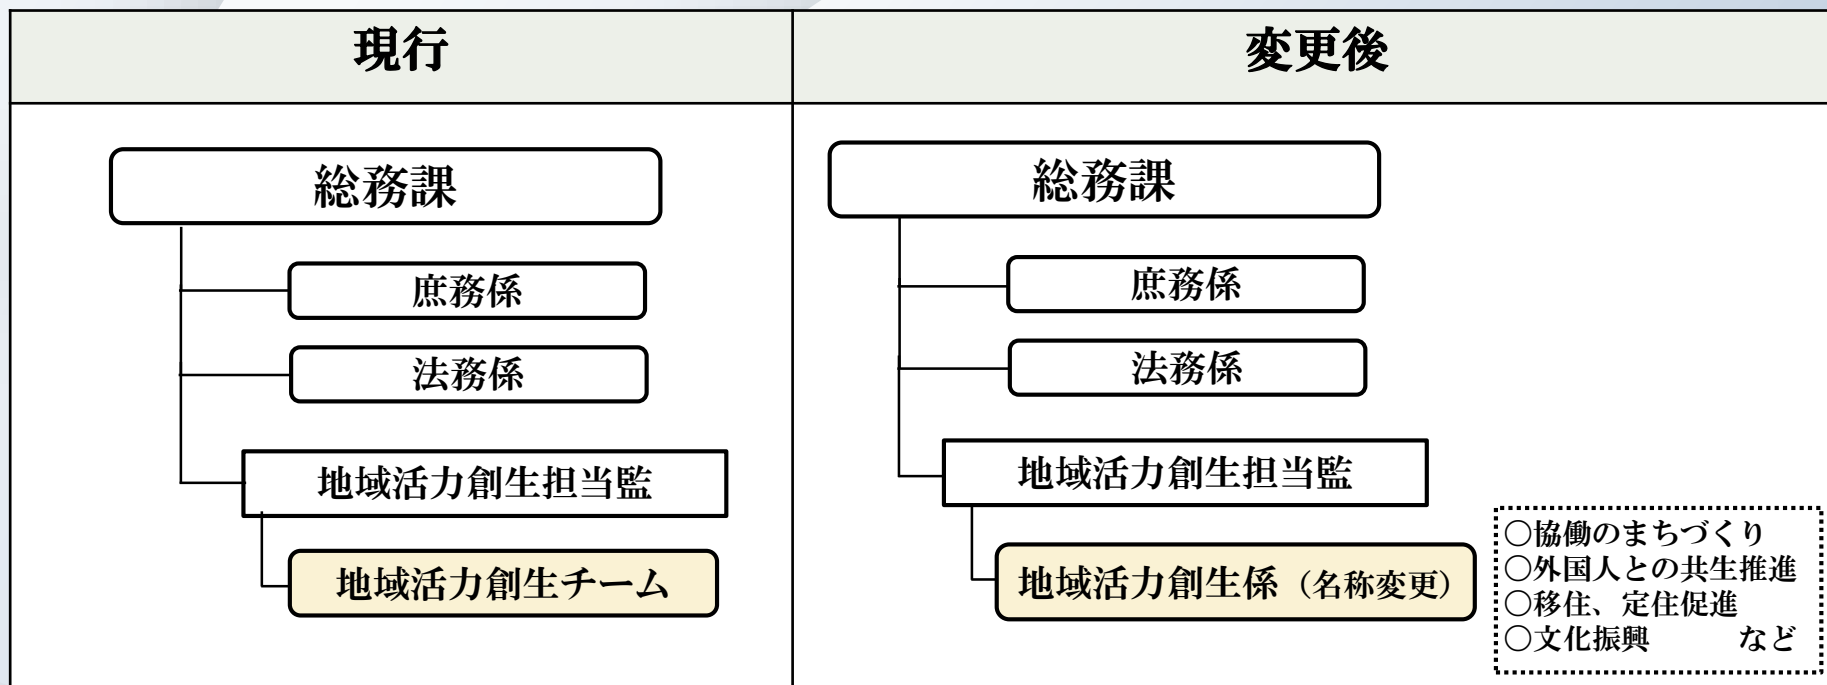 現行
総務課
庶務係
法務係
地域活力創生担当監
地域活力創生チーム
変更後
総務課
庶務係
法務係
地域活力創生担当監
地域活力創生係（名称変更）
〇協働のまちづくり
〇外国人との共生推進
〇移住、定住促進
〇文化振興　　　など